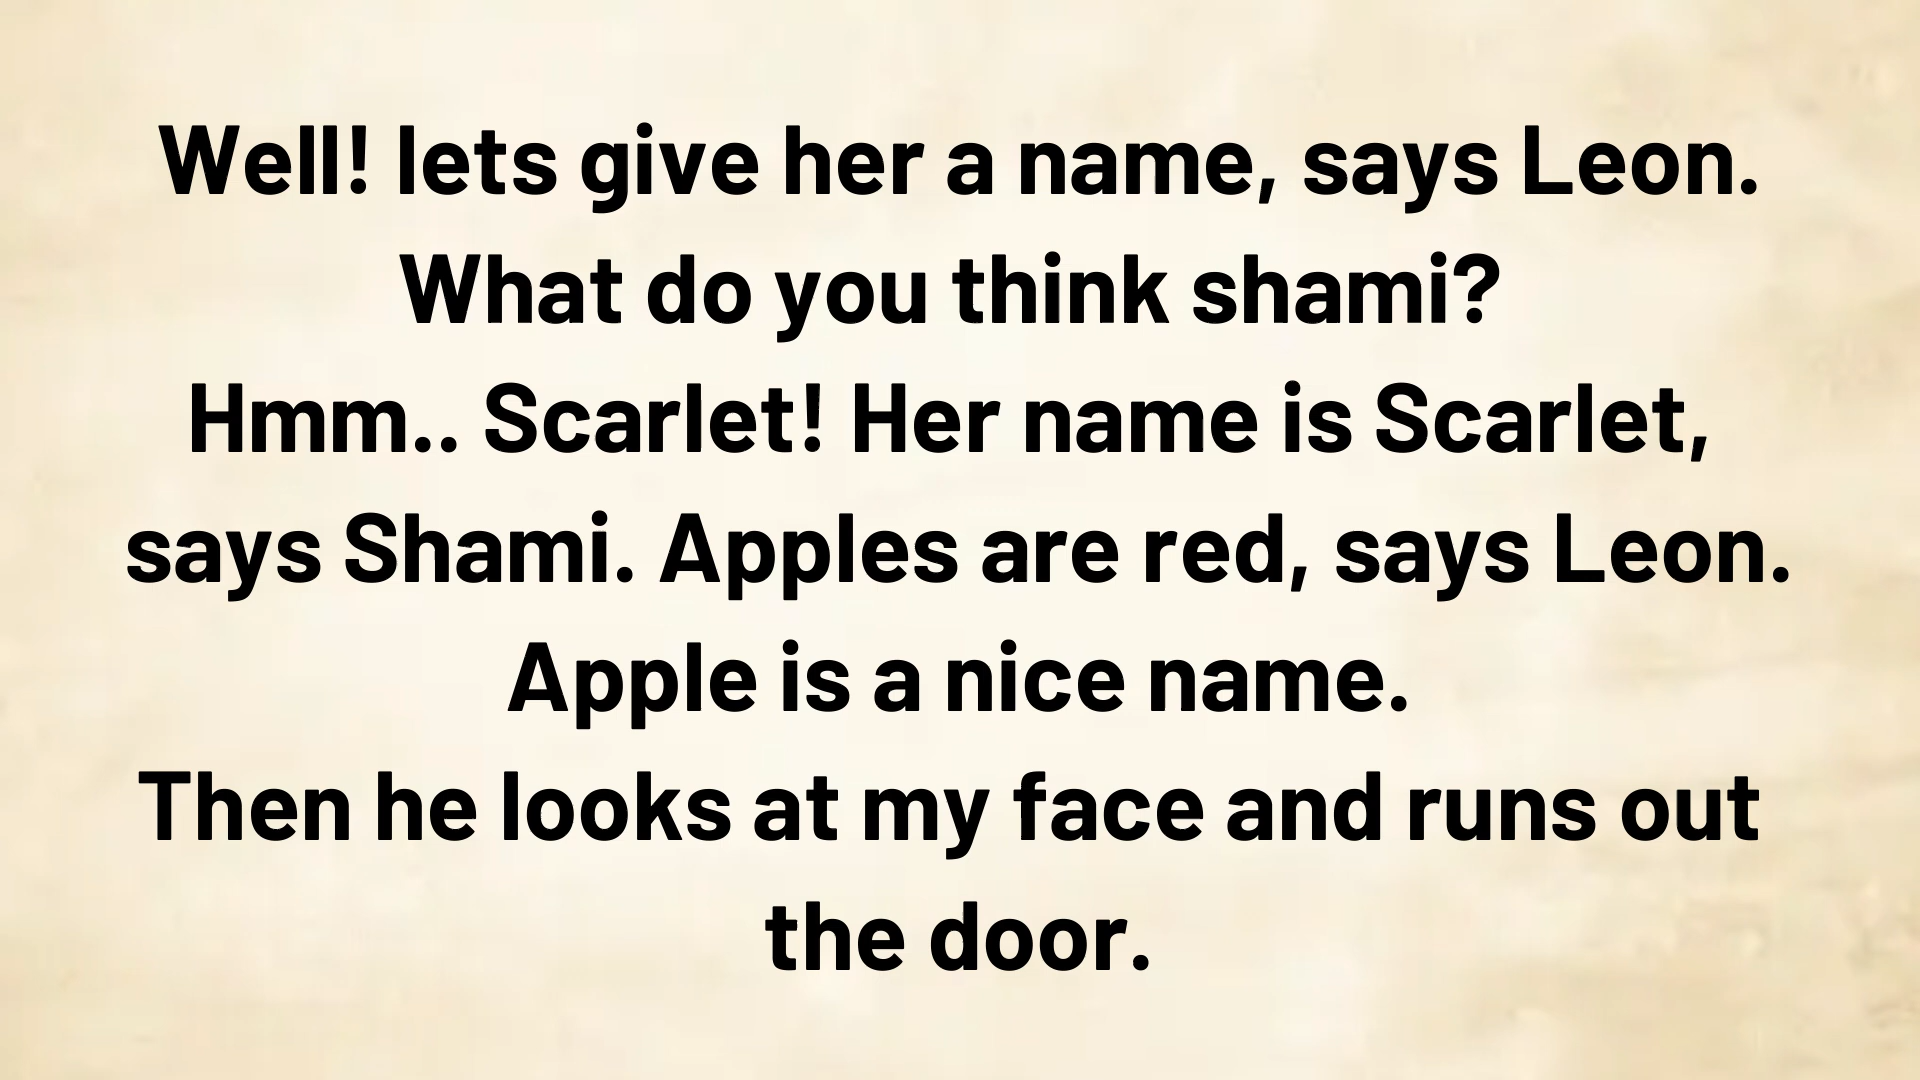 Well! lets give her a name, says Leon.
What do you think shami?
Hmm.. Scarlet! Her name is Scarlet,
says Shami. Apples are red, says Leon.
Apple is a nice name.
Then he looks at my face and runs out
the door.